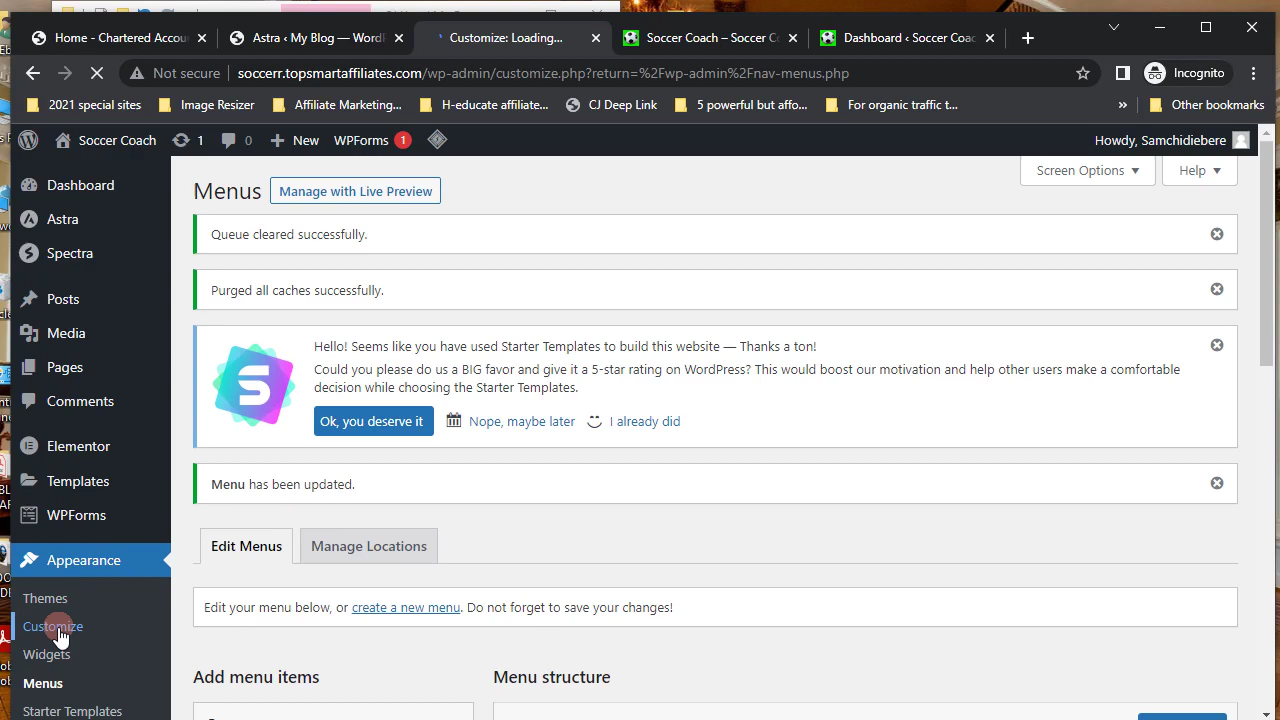 Home - Chartered Accou
Astra ‹ My Blog — WordP
Customize: Loading...
Soccer Coach – Soccer C
Dashboard ‹ Soccer Coac
Not secure
soccerr.topsmartaffiliates.com/wp-admin/customize.php?return=%2Fwp-admin%2Fnav-menus.php
Incognito
2021 special sites
Image Resizer
Affiliate Marketing...
H-educate affiliate...
CJ Deep Link
5 powerful but affo...
For organic traffic t...
»
Other bookmarks
Soccer Coach
1
0
New
WPForms 1
Howdy, Samchidiebere
Dashboard
Astra
Spectra
Posts
Media
Pages
Comments
Elementor
Templates
WPForms
Appearance
Themes
Customize
Widgets
Menus
Starter Templates
Screen Options
Help
Menus
Manage with Live Preview
Queue cleared successfully.
Purged all caches successfully.
Hello! Seems like you have used Starter Templates to build this website — Thanks a ton!
Could you please do us a BIG favor and give it a 5-star rating on WordPress? This would boost our motivation and help other users make a comfortable
decision while choosing the Starter Templates.
Ok, you deserve it
Nope, maybe later
I already did
Menu has been updated.
Edit Menus
Manage Locations
Edit your menu below, or create a new menu. Do not forget to save your changes!
Add menu items
Menu structure